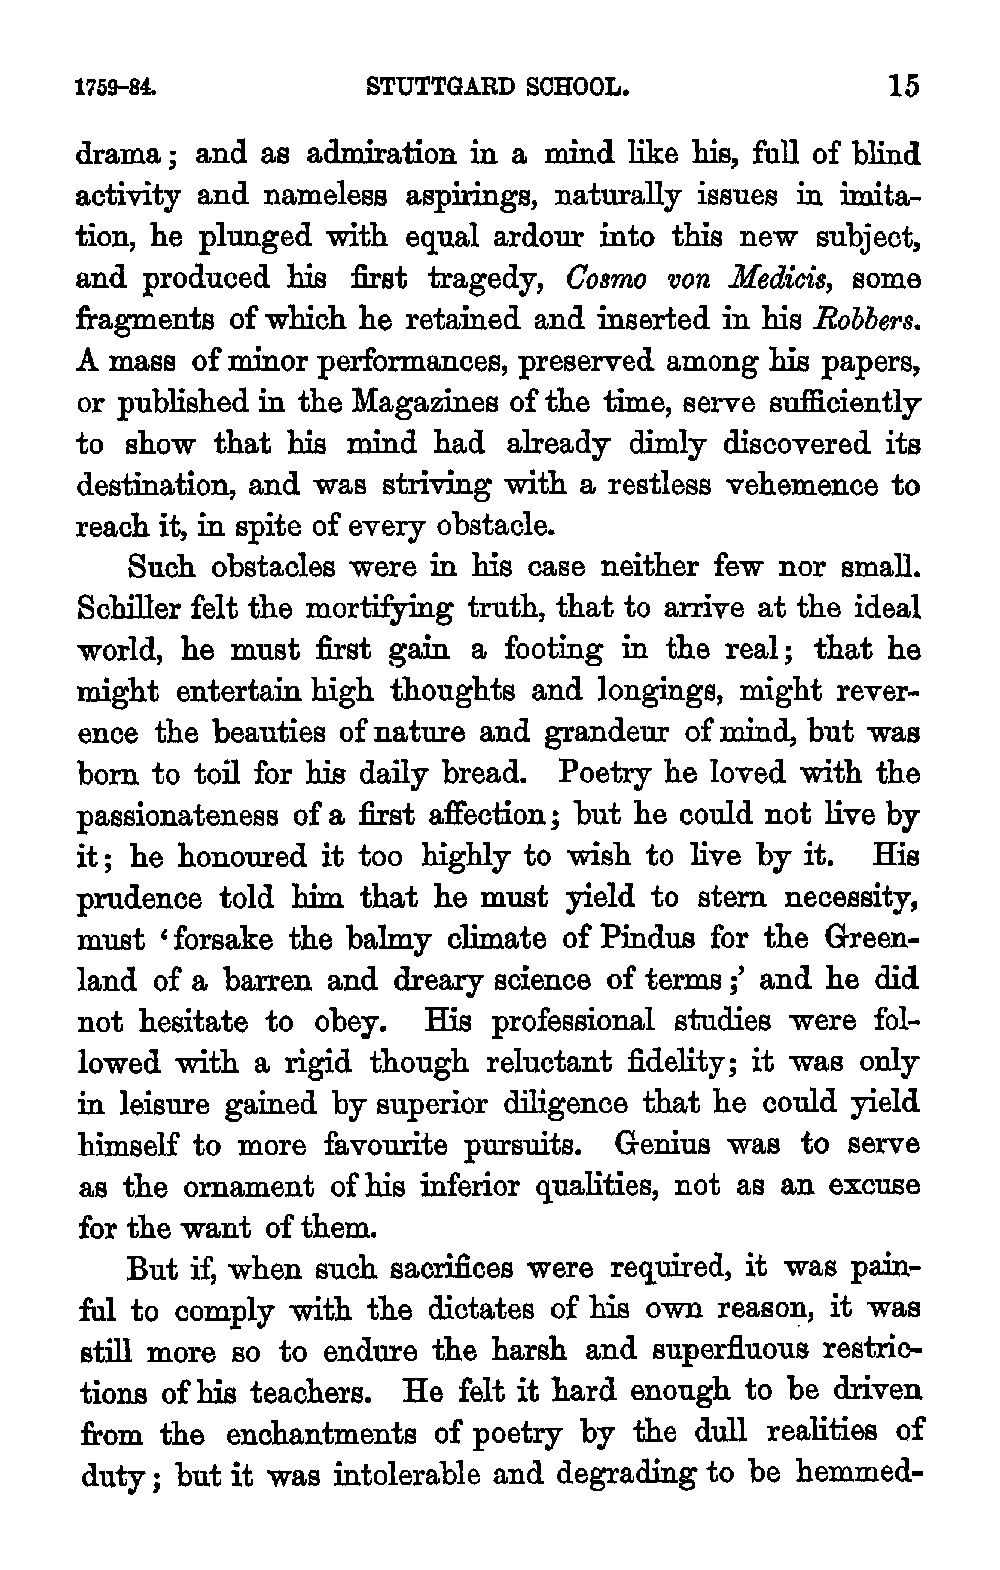 1759-84. STUTTGARD SCHOOL. 15
drama; and as admiration in a mind like his, full of blind
activity and nameless aspirings, naturally issues in imita-
tion, he plunged with equal ardour into this new subject,
and produced his first tragedy, Cosmo von Medicis, some
fragments of which he retained and inserted in his Robbers.
A mass of minor performances, preserved among his papers,
or published in the Magazines of the time, serve sufficiently
to show that his mind had already dimly discovered its
destination, and was striving with a restless vehemence to
reach it, in spite of every obstacle.
Such obstacles were in his case neither few nor small.
Schiller felt the mortifying truth, that to arrive at the ideal
world, he must first gain a footing in the real; that he
might entertain high thoughts and longings, might rever-
ence the beauties of nature and grandeur of mind, but was
born to toil for his daily bread. Poetry he loved with the
passionateness of a first affection; but he could not live by
it; he honoured it too highly to wish to live by it. His
prudence told him that he must yield to stern necessity,
must ‘forsake the balmy climate of Pindus for the Green-
land of a barren and dreary science of terms;’ and he did
not hesitate to obey. His professional studies were fol-
lowed with a rigid though reluctant fidelity; it was only
in leisure gained by superior diligence that he could yield
himself to more favourite pursuits. Genius was to serve
as the ornament of his inferior qualities, not as an excuse
for the want of them.
But if, when such sacrifices were required, it was pain-
ful to comply with the dictates of his own reason, it was
still more so to endure the harsh and superfluous restric-
tions of his teachers. He felt it hard enough to be driven
from the enchantments of poetry by the dull realities of
duty; but it was intolerable and degrading to be hemmed-